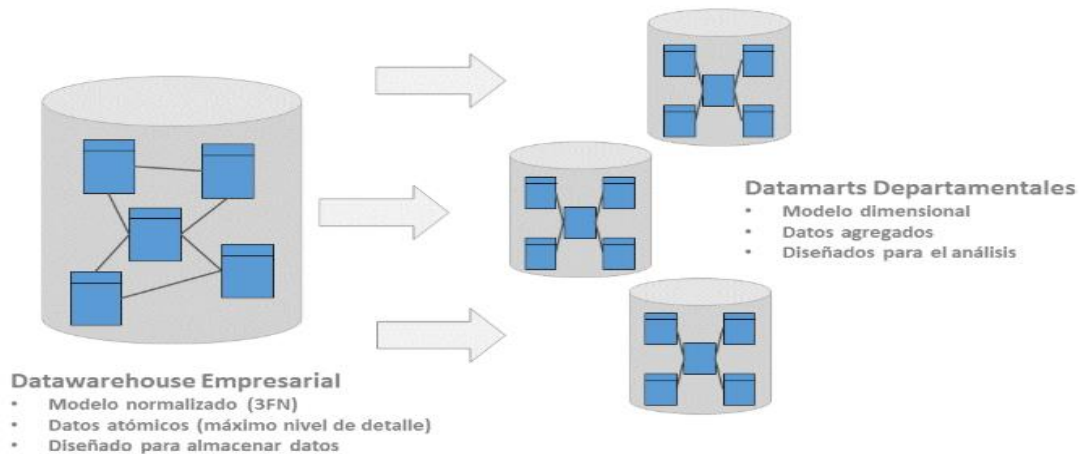 Datamarts Departamentales
• Modelo dimensional
• Datos agregados
• Diseñados para el análisis
Datawarehouse Empresarial
• Modelo normalizado (3FN)
• Datos atómicos (máximo nivel de detalle)
• Diseñado para almacenar datos